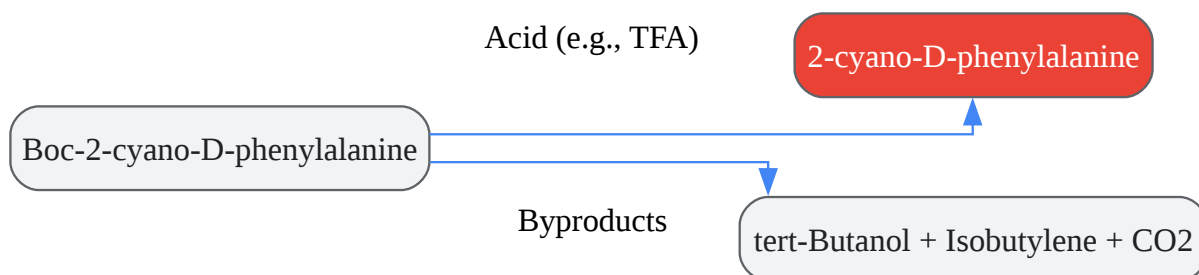 Acid (e.g., TFA)
2-cyano-D-phenylalanine
Boc-2-cyano-D-phenylalanine
Byproducts
tert-Butanol + Isobutylene + CO2